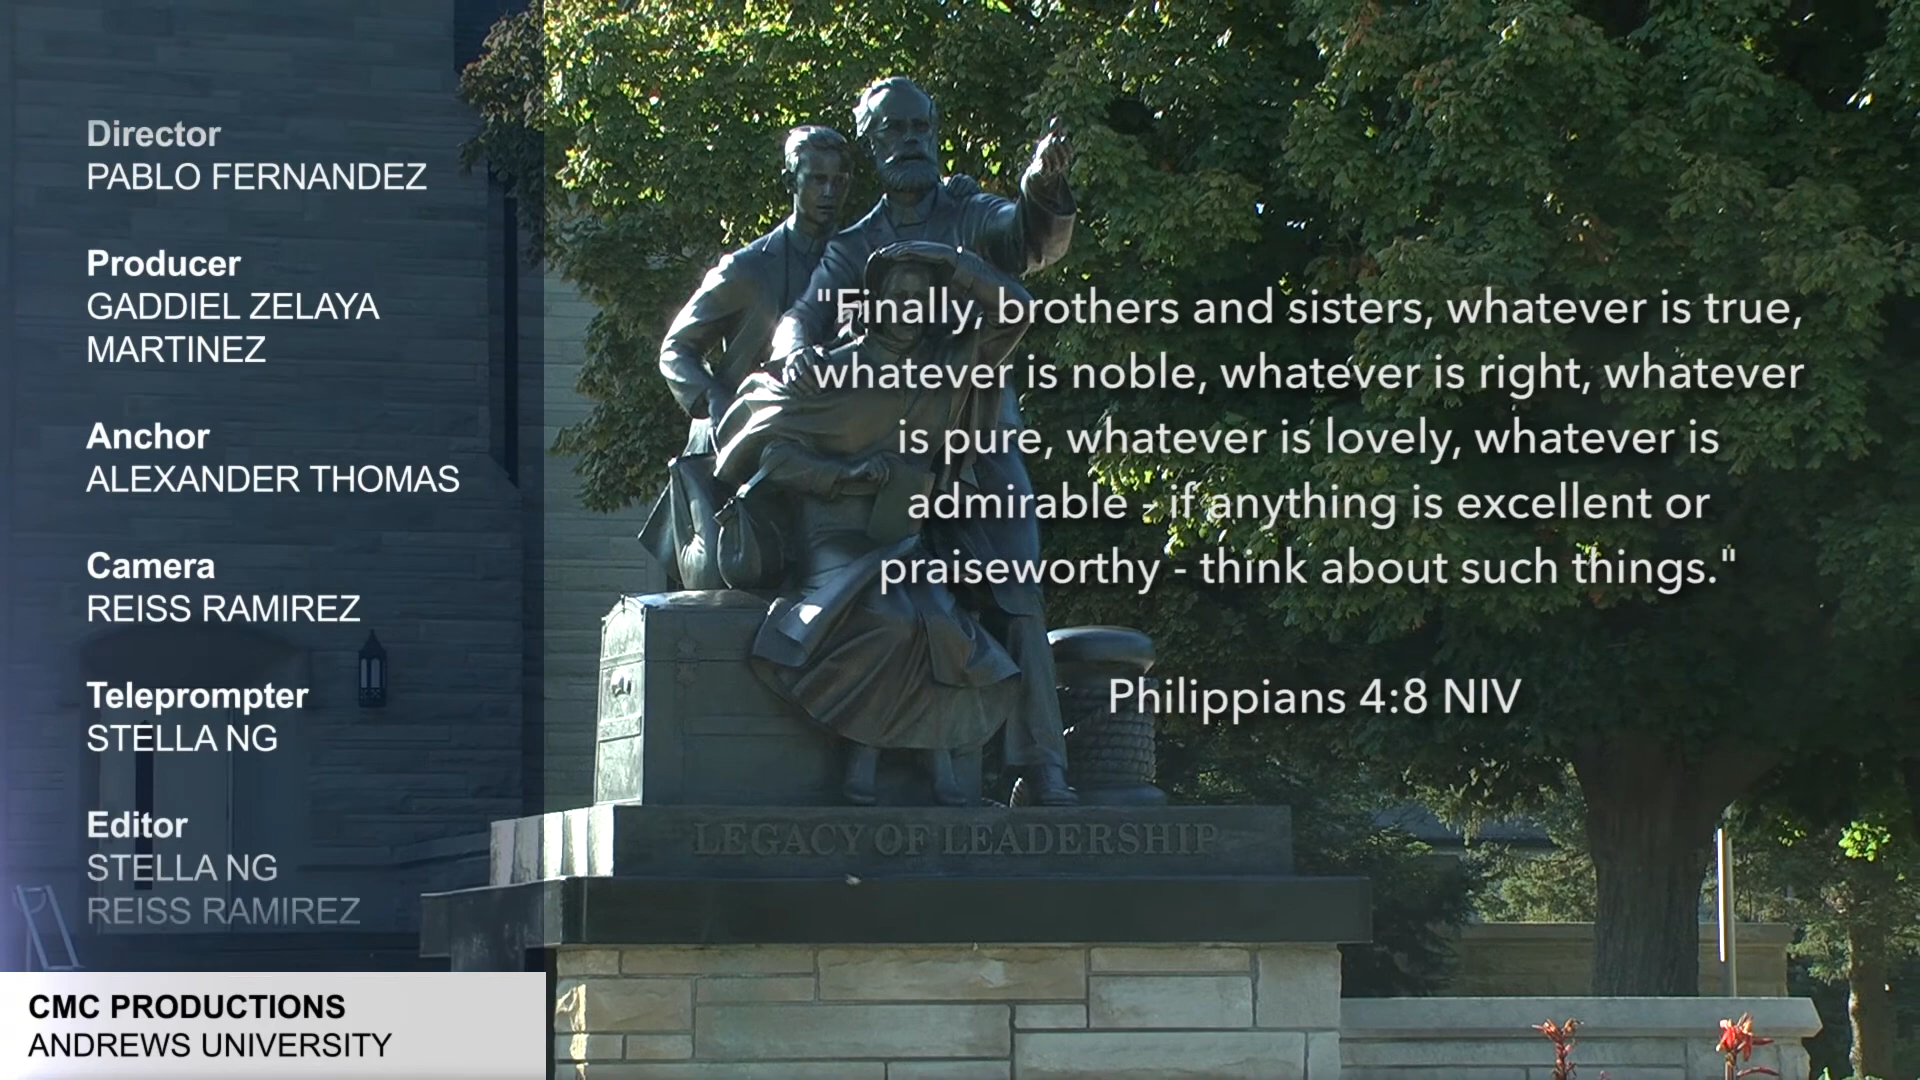 Director
PABLO FERNANDEZ
Producer
GADDIEL ZELAYA
MARTINEZ
Anchor
ALEXANDER THOMAS
Camera
REISS RAMIREZ
Teleprompter
STELLA NG
Editor
STELLA NG
REISS RAMIREZ
CMC PRODUCTIONS
ANDREWS UNIVERSITY
"Finally, brothers and sisters, whatever is true,
whatever is noble, whatever is right, whatever
is pure, whatever is lovely, whatever is
admirable - if anything is excellent or
praiseworthy - think about such things."
Philippians 4:8 NIV
LEGACY OF LEADERSHIP